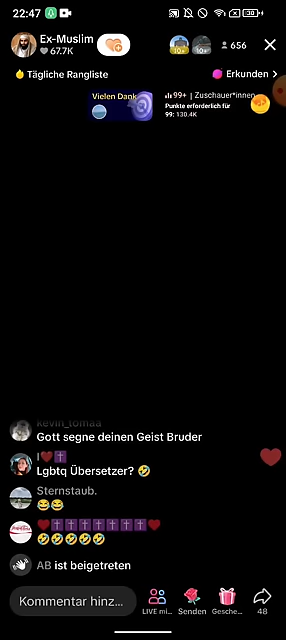 22:47
Ex-Muslim
67.7K
656
Tägliche Rangliste
Erkunden
Vielen Dank
99+ | Zuschauer*innen
Punkte erforderlich für
99: 130.4K
kevin_tomaa
Gott segne deinen Geist Bruder
I❤️✝️
Lgbtq Übersetzer? 🤣
Sternstaub.
😂😂
❤️✝️✝️✝️✝️✝️✝️✝️❤️
🤣🤣🤣🤣🤣
AB ist beigetreten
Kommentar hinz...
LIVE mi...
Senden
Gesche...
48